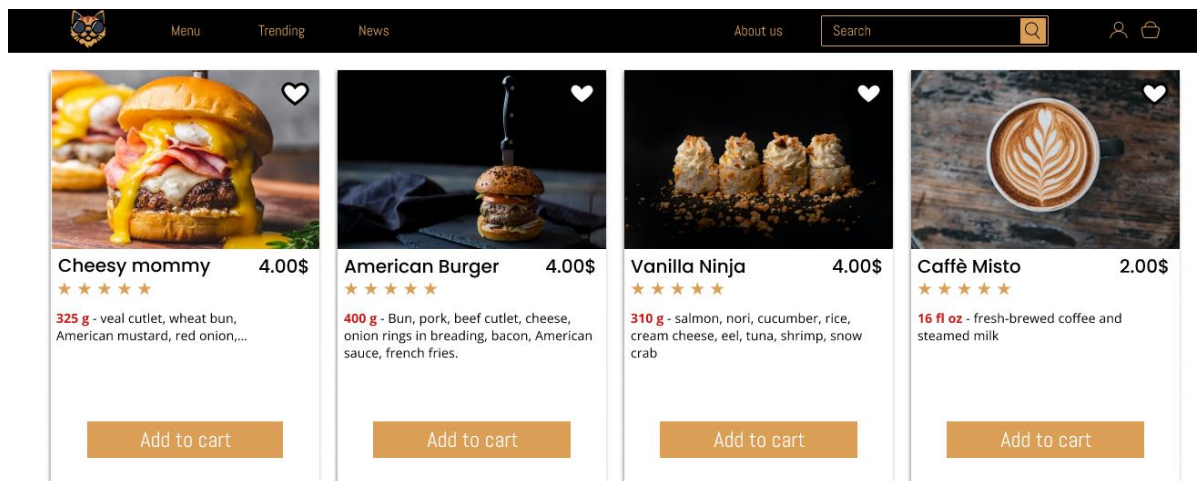 Menu Trending News About us Search
Cheesy mommy 4.00$
325 g - veal cutlet, wheat bun,
American mustard, red onion,...
Add to cart
American Burger 4.00$
400 g - Bun, pork, beef cutlet, cheese,
onion rings in breading, bacon, American
sauce, french fries.
Add to cart
Vanilla Ninja 4.00$
310 g - salmon, nori, cucumber, rice,
cream cheese, eel, tuna, shrimp, snow
crab
Add to cart
Caffè Misto 2.00$
16 fl oz - fresh-brewed coffee and
steamed milk
Add to cart